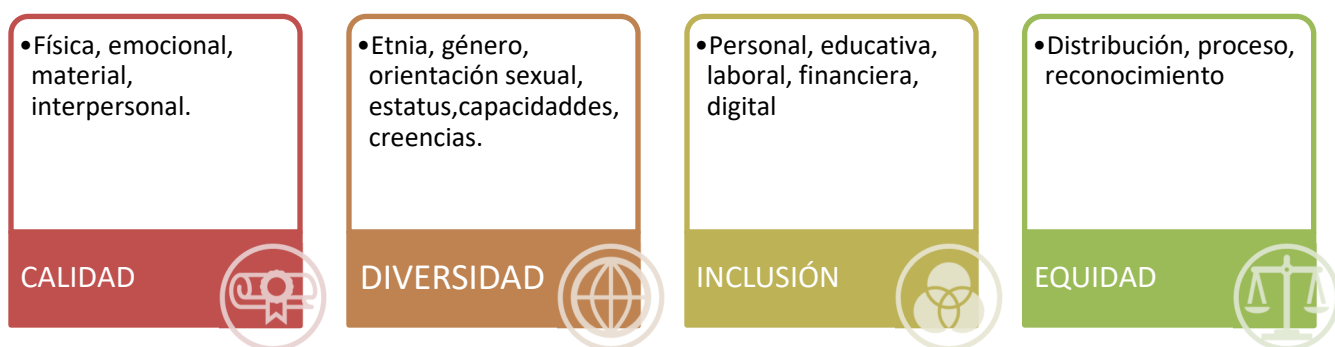 •Física, emocional,
material,
interpersonal.
CALIDAD
•Etnia, género,
orientación sexual,
estatus,capacidaddes,
creencias.
DIVERSIDAD
•Personal, educativa,
laboral, financiera,
digital
INCLUSIÓN
•Distribución, proceso,
reconocimiento
EQUIDAD